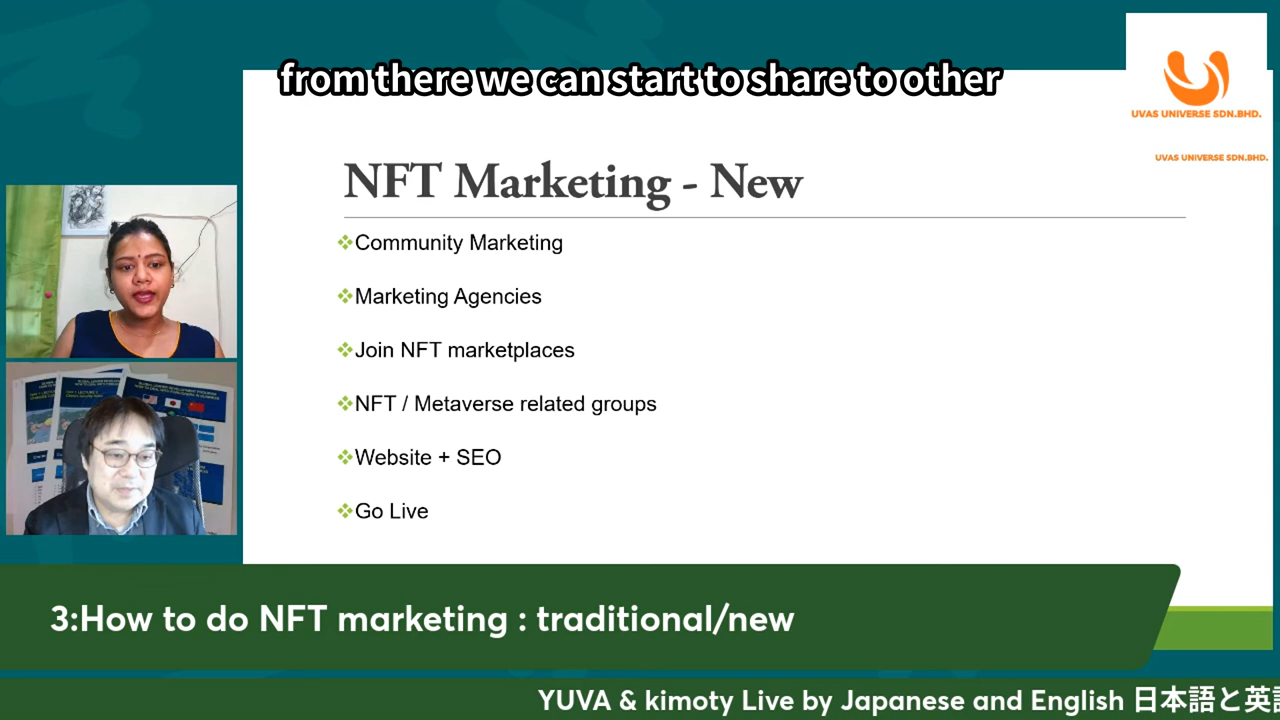 from there we can start to share to other
UVAS UNIVERSE SDN.BHD.
UVAS UNIVERSE SDN.BHD.
NFT Marketing - New
Community Marketing
Marketing Agencies
Join NFT marketplaces
NFT / Metaverse related groups
Website + SEO
Go Live
3:How to do NFT marketing : traditional/new
YUVA & kimoty Live by Japanese and English 日本語と英